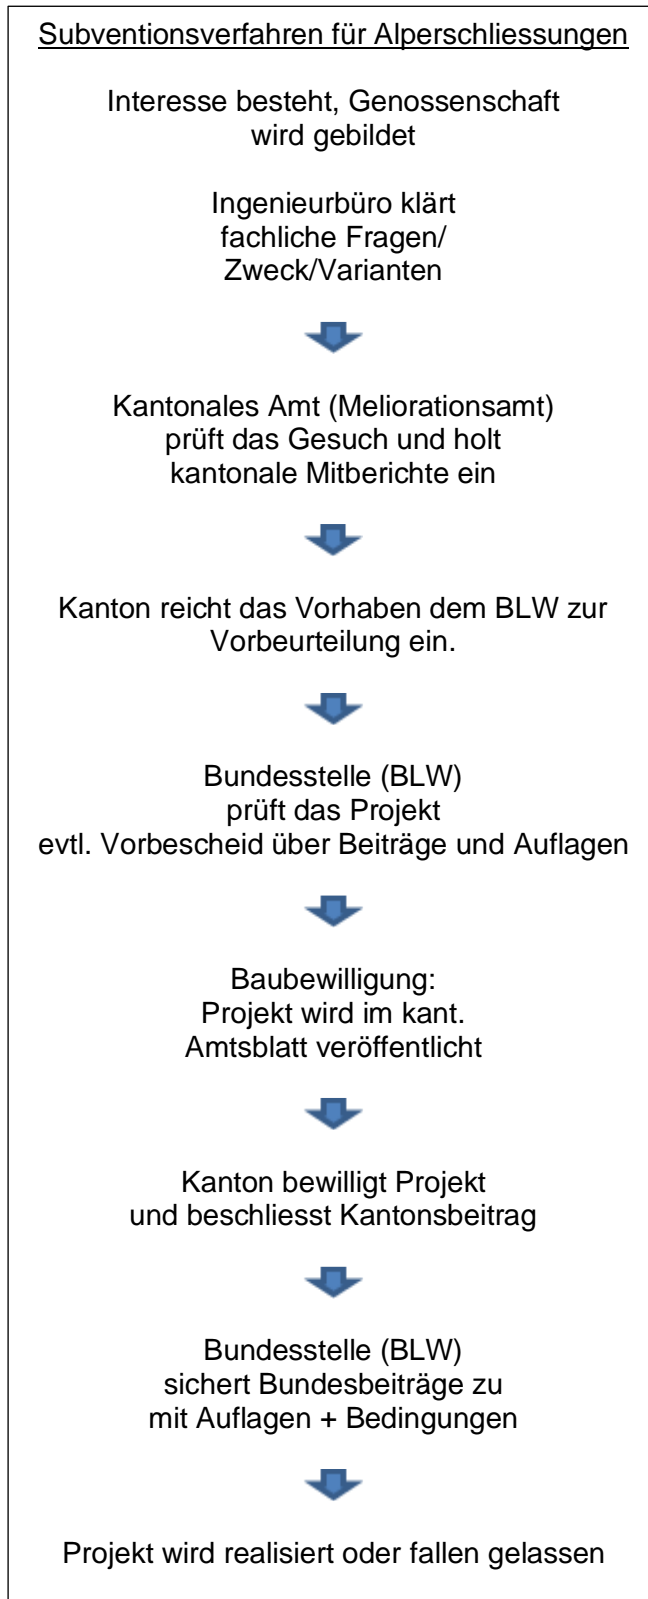 Subventionsverfahren für Alperschliessungen
Interesse besteht, Genossenschaft
wird gebildet
Ingenieurbüro klärt
fachliche Fragen/
Zweck/Varianten
Kantonales Amt (Meliorationsamt)
prüft das Gesuch und holt
kantonale Mitberichte ein
Kanton reicht das Vorhaben dem BLW zur
Vorbeurteilung ein.
Bundesstelle (BLW)
prüft das Projekt
evtl. Vorbescheid über Beiträge und Auflagen
Baubewilligung:
Projekt wird im kant.
Amtsblatt veröffentlicht
Kanton bewilligt Projekt
und beschliesst Kantonsbeitrag
Bundesstelle (BLW)
sichert Bundesbeiträge zu
mit Auflagen + Bedingungen
Projekt wird realisiert oder fallen gelassen